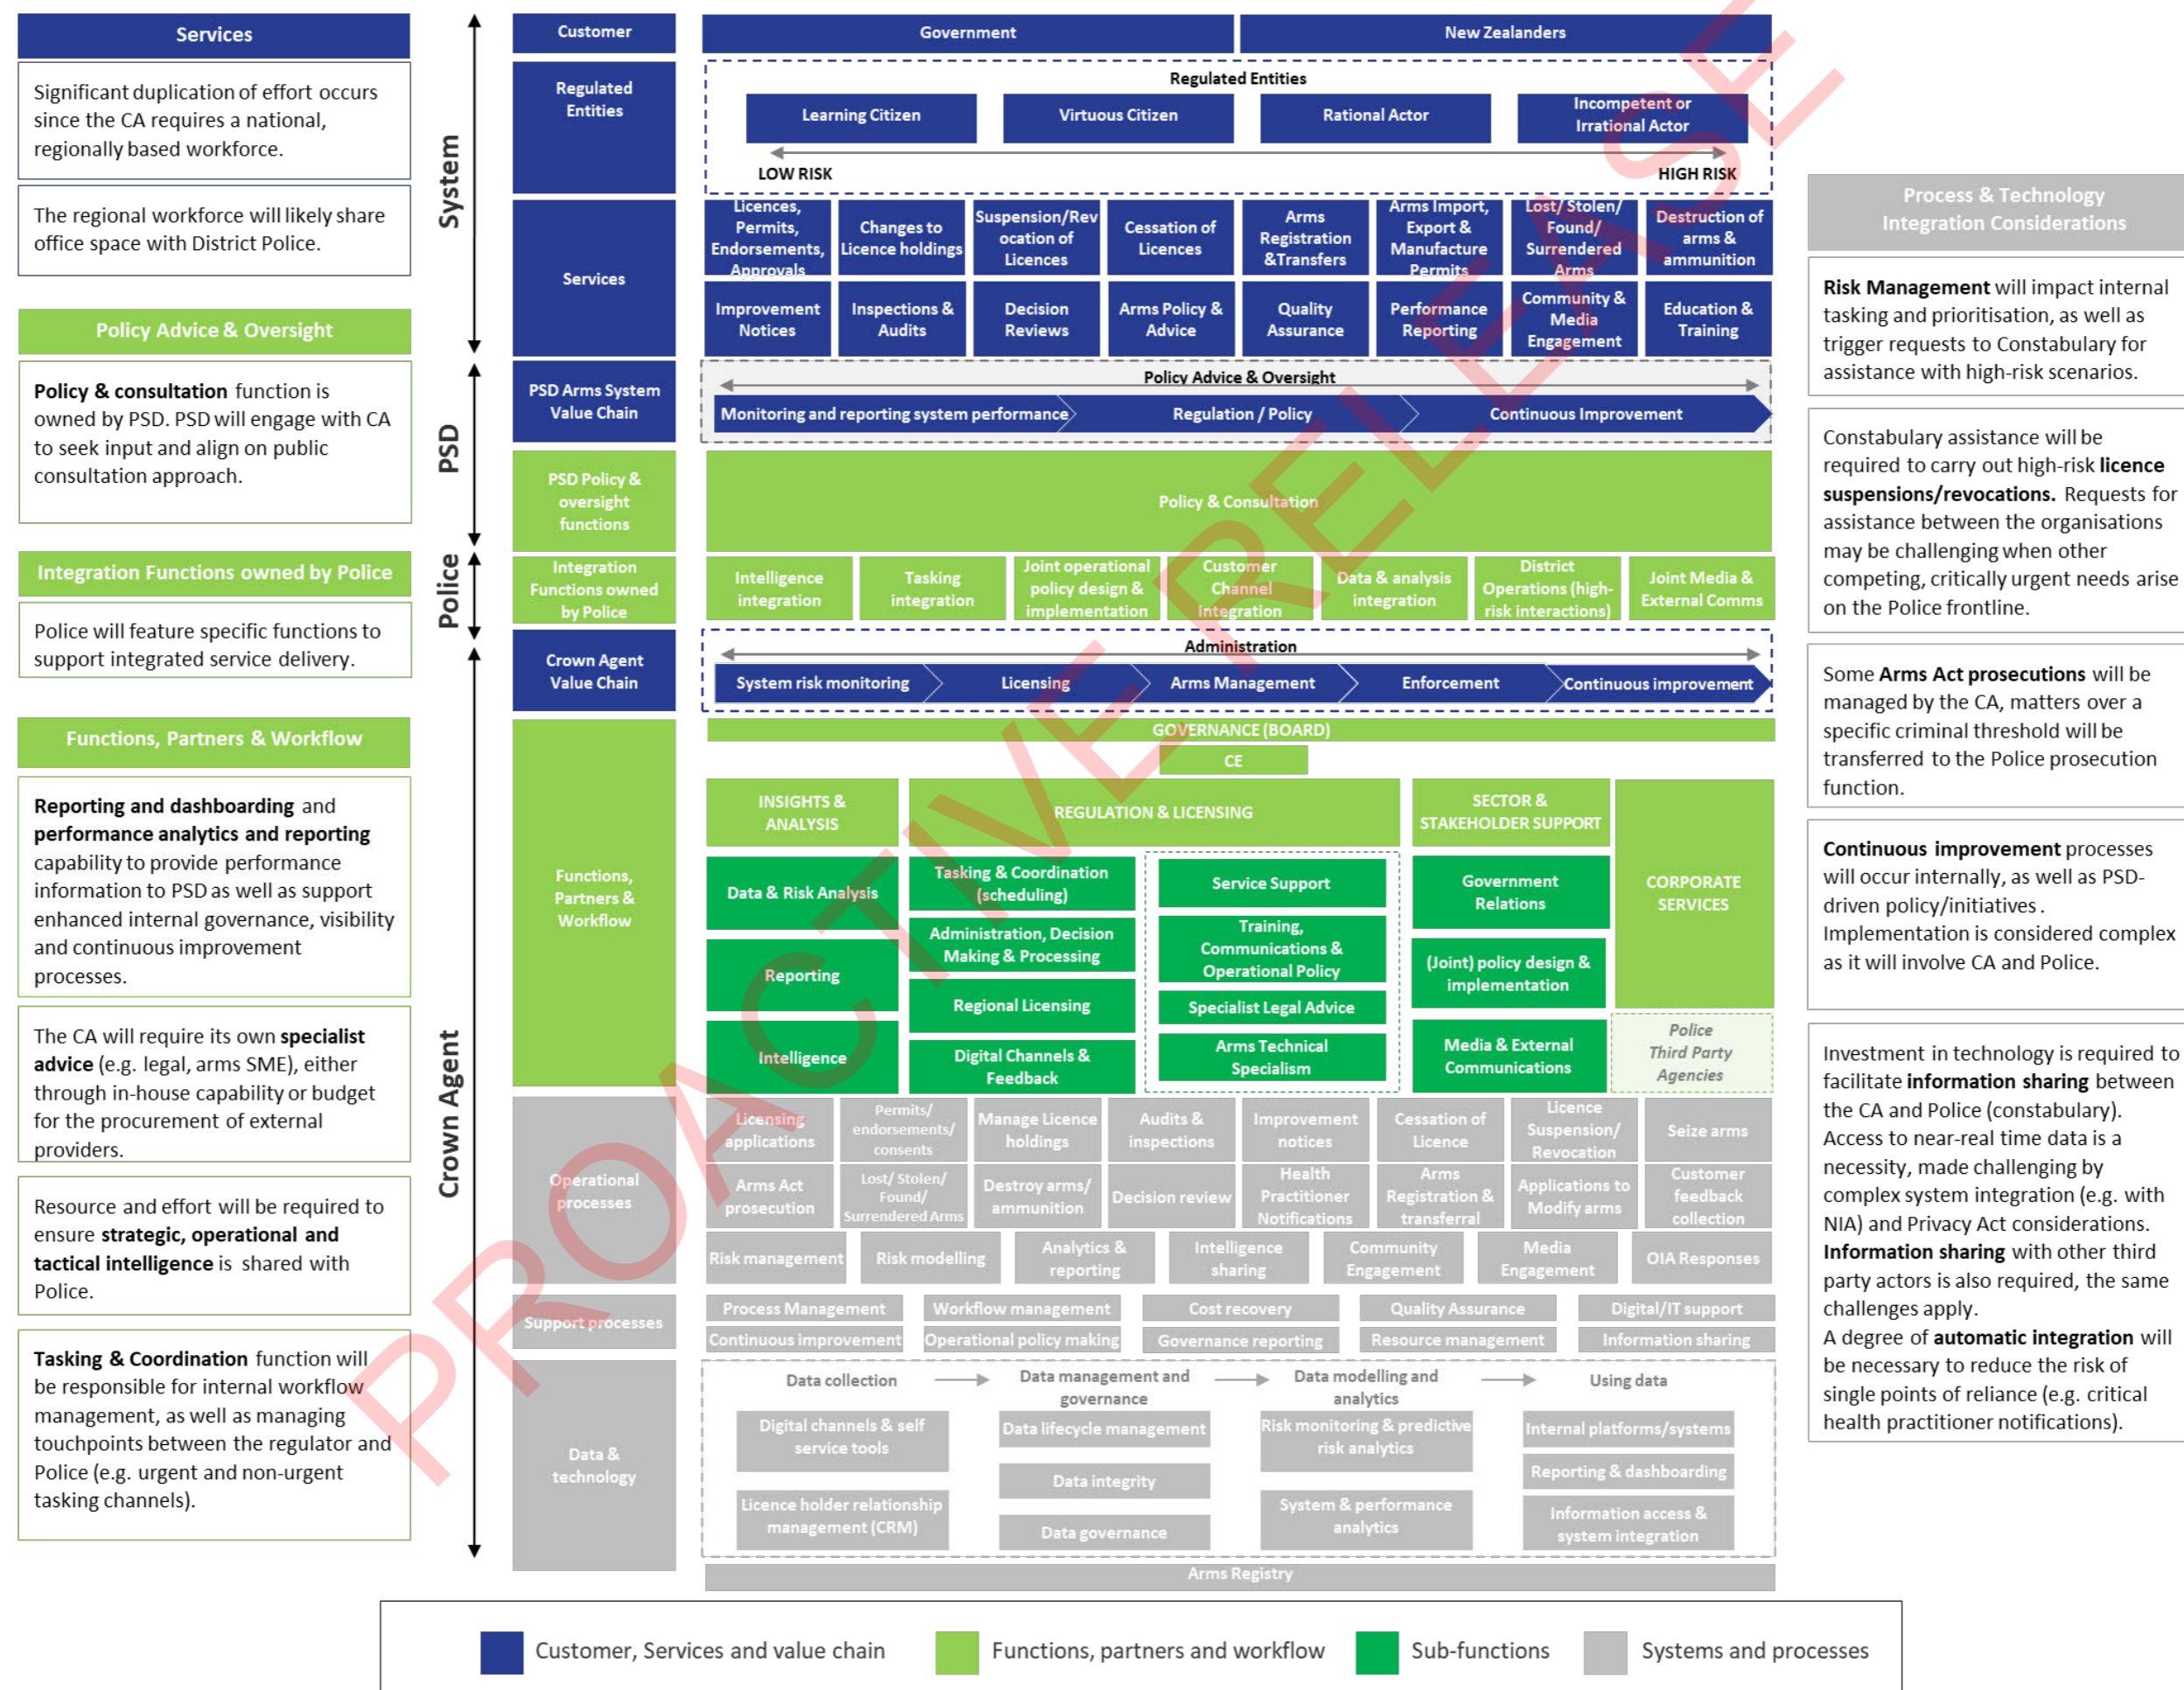 Services
Significant duplication of effort occurs
since the CA requires a national,
regionally based workforce.
The regional workforce will likely share
office space with District Police.
Policy Advice & Oversight
Policy & consultation function is
owned by PSD. PSD will engage with CA
to seek input and align on public
consultation approach.
Integration Functions owned by Police
Police will feature specific functions to
support integrated service delivery.
Functions, Partners & Workflow
Reporting and dashboarding and
performance analytics and reporting
capability to provide performance
information to PSD as well as support
enhanced internal governance, visibility
and continuous improvement
processes.
The CA will require its own specialist
advice (e.g. legal, arms SME), either
through in-house capability or budget
for the procurement of external
providers.
Resource and effort will be required to
ensure strategic, operational and
tactical intelligence is shared with
Police.
Tasking & Coordination function will
be responsible for internal workflow
management, as well as managing
touchpoints between the regulator and
Police (e.g. urgent and non-urgent
tasking channels).
System
PSD
Police
Crown Agent
Customer
Government
New Zealanders
Regulated
Entities
Regulated Entities
Learning Citizen
Virtuous Citizen
Rational Actor
Incompetent or
Irrational Actor
LOW RISK
HIGH RISK
Services
Licences,
Permits,
Endorsements,
Approvals
Changes to
Licence holdings
Suspension/Rev
ocation of
Licences
Cessation of
Licences
Arms
Registration
&Transfers
Arms Import,
Export &
Manufacture
Permits
Lost/ Stolen/
Found/
Surrendered
Arms
Destruction of
arms &
ammunition
Improvement
Notices
Inspections &
Audits
Decision
Reviews
Arms Policy &
Advice
Quality
Assurance
Performance
Reporting
Community &
Media
Engagement
Education &
Training
PSD Arms System
Value Chain
Policy Advice & Oversight
Monitoring and reporting system performance
Regulation / Policy
Continuous Improvement
PSD Policy &
oversight
functions
Policy & Consultation
Integration
Functions owned
by Police
Intelligence
integration
Tasking
integration
Joint operational
policy design &
implementation
Customer
Channel
Integration
Data & analysis
integration
District
Operations (high-
risk interactions)
Joint Media &
External Comms
Crown Agent
Value Chain
Administration
System risk monitoring
Licensing
Arms Management
Enforcement
Continuous improvement
Functions,
Partners &
Workflow
GOVERNANCE (BOARD)
CE
INSIGHTS &
ANALYSIS
REGULATION & LICENSING
SECTOR &
STAKEHOLDER SUPPORT
CORPORATE
SERVICES
Data & Risk Analysis
Reporting
Intelligence
Tasking & Coordination
(scheduling)
Administration, Decision
Making & Processing
Regional Licensing
Digital Channels &
Feedback
Service Support
Training,
Communications &
Operational Policy
Specialist Legal Advice
Arms Technical
Specialism
Government
Relations
(Joint) policy design &
implementation
Media & External
Communications
Police
Third Party
Agencies
Operational
processes
Licensing
applications
Permits/
endorsements/
consents
Manage Licence
holdings
Audits &
inspections
Improvement
notices
Cessation of
Licence
Licence
Suspension/
Revocation
Seize arms
Arms Act
prosecution
Lost/ Stolen/
Found/
Surrendered Arms
Destroy arms/
ammunition
Decision review
Health
Practitioner
Notifications
Arms
Registration &
transferral
Applications to
Modify arms
Customer
feedback
collection
Risk management
Risk modelling
Analytics &
reporting
Intelligence
sharing
Community
Engagement
Media
Engagement
OIA Responses
Support processes
Process Management
Workflow management
Cost recovery
Quality Assurance
Digital/IT support
Continuous improvement
Operational policy making
Governance reporting
Resource management
Information sharing
Data &
technology
Data collection
Data management and
governance
Data modelling and
analytics
Using data
Digital channels & self
service tools
Licence holder relationship
management (CRM)
Data lifecycle management
Data integrity
Data governance
Risk monitoring & predictive
risk analytics
System & performance
analytics
Internal platforms/systems
Reporting & dashboarding
Information access &
system integration
Arms Registry
Process & Technology
Integration Considerations
Risk Management will impact internal
tasking and prioritisation, as well as
trigger requests to Constabulary for
assistance with high-risk scenarios.
Constabulary assistance will be
required to carry out high-risk licence
suspensions/revocations. Requests for
assistance between the organisations
may be challenging when other
competing, critically urgent needs arise
on the Police frontline.
Some Arms Act prosecutions will be
managed by the CA, matters over a
specific criminal threshold will be
transferred to the Police prosecution
function.
Continuous improvement processes
will occur internally, as well as PSD-
driven policy/initiatives.
Implementation is considered complex
as it will involve CA and Police.
Investment in technology is required to
facilitate information sharing between
the CA and Police (constabulary).
Access to near-real time data is a
necessity, made challenging by
complex system integration (e.g. with
NIA) and Privacy Act considerations.
Information sharing with other third
party actors is also required, the same
challenges apply.
A degree of automatic integration will
be necessary to reduce the risk of
single points of reliance (e.g. critical
health practitioner notifications).
Customer, Services and value chain
Functions, partners and workflow
Sub-functions
Systems and processes
PROACTIVE RELEASE